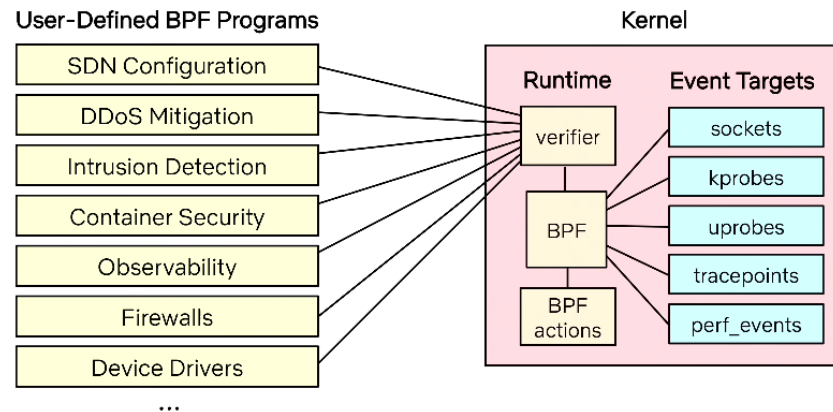 User-Defined BPF Programs
SDN Configuration
DDoS Mitigation
Intrusion Detection
Container Security
Observability
Firewalls
Device Drivers
...
Kernel
Runtime
verifier
BPF
BPF
actions
Event Targets
sockets
kprobes
uprobes
tracepoints
perf_events